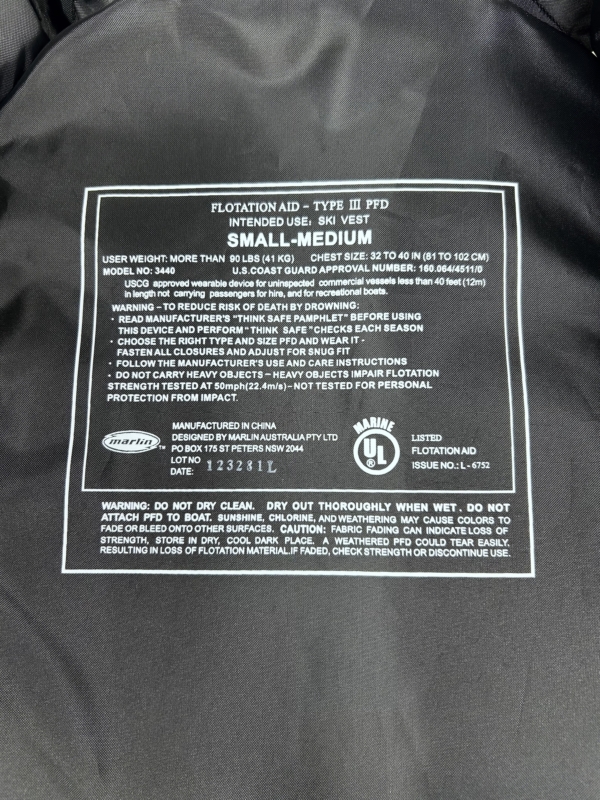 FLOTATION AID - TYPE III PFD
INTENDED USE: SKI VEST
SMALL-MEDIUM
USER WEIGHT: MORE THAN 90 LBS (41 KG) CHEST SIZE: 32 TO 40 IN (81 TO 102 CM)
MODEL NO: 3440 U.S.COAST GUARD APPROVAL NUMBER: 160.064/4511/0
USCG approved wearable device for uninspected commercial vessels less than 40 feet (12m)
in length not carrying passengers for hire, and for recreational boats.
WARNING - TO REDUCE RISK OF DEATH BY DROWNING:
· READ MANUFACTURER'S "THINK SAFE PAMPHLET" BEFORE USING
THIS DEVICE AND PERFORM "THINK SAFE" CHECKS EACH SEASON
· CHOOSE THE RIGHT TYPE AND SIZE PFD AND WEAR IT -
FASTEN ALL CLOSURES AND ADJUST FOR SNUG FIT
· FOLLOW THE MANUFACTURER'S USE AND CARE INSTRUCTIONS
· DO NOT CARRY HEAVY OBJECTS - HEAVY OBJECTS IMPAIR FLOTATION
STRENGTH TESTED AT 50mph (22.4m/s) - NOT TESTED FOR PERSONAL
PROTECTION FROM IMPACT.
marlin TM
MANUFACTURED IN CHINA
DESIGNED BY MARLIN AUSTRALIA PTY LTD
PO BOX 175 ST PETERS NSW 2044
LOT NO
DATE: 123281L
MARINE
UL
®
LISTED
FLOTATION AID
ISSUE NO.: L - 6752
WARNING: DO NOT DRY CLEAN. DRY OUT THOROUGHLY WHEN WET. DO NOT
ATTACH PFD TO BOAT. SUNSHINE, CHLORINE, AND WEATHERING MAY CAUSE COLORS TO
FADE OR BLEED ON OTHER SURFACES. CAUTION: FABRIC FADING CAN INDICATE LOSS OF
STRENGTH, STORE IN DRY, COOL DARK PLACE. A WEATHERED PFD COULD TEAR EASILY.
RESULTING IN LOSS OF FLOTATION MATERIAL.IF FADED, CHECK STRENGTH OR DISCONTINUE USE.